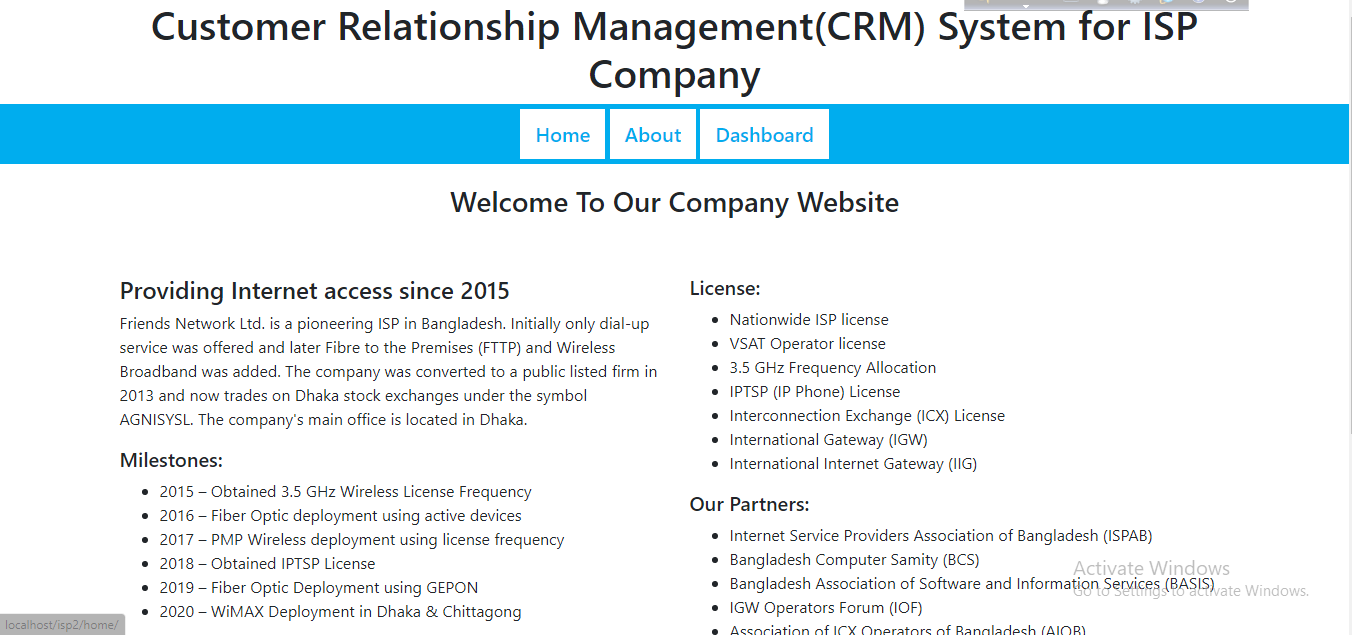 Customer Relationship Management(CRM) System for ISP
Company
Home
About
Dashboard
Welcome To Our Company Website
Providing Internet access since 2015
Friends Network Ltd. is a pioneering ISP in Bangladesh. Initially only dial-up
service was offered and later Fibre to the Premises (FTTP) and Wireless
Broadband was added. The company was converted to a public listed firm in
2013 and now trades on Dhaka stock exchanges under the symbol
AGNISYSL. The company's main office is located in Dhaka.
Milestones:
2015 – Obtained 3.5 GHz Wireless License Frequency
2016 – Fiber Optic deployment using active devices
2017 – PMP Wireless deployment using license frequency
2018 – Obtained IPTSP License
2019 – Fiber Optic Deployment using GEPON
2020 – WiMAX Deployment in Dhaka & Chittagong
License:
Nationwide ISP license
VSAT Operator license
3.5 GHz Frequency Allocation
IPTSP (IP Phone) License
Interconnection Exchange (ICX) License
International Gateway (IGW)
International Internet Gateway (IIG)
Our Partners:
Internet Service Providers Association of Bangladesh (ISPAB)
Bangladesh Computer Samity (BCS)
Bangladesh Association of Software and Information Services (BASIS)
IGW Operators Forum (IOF)
Association of ICX Operators of Bangladesh (AIOB)
Activate Windows
Go to Settings to activate Windows.
localhost/isp2/home/